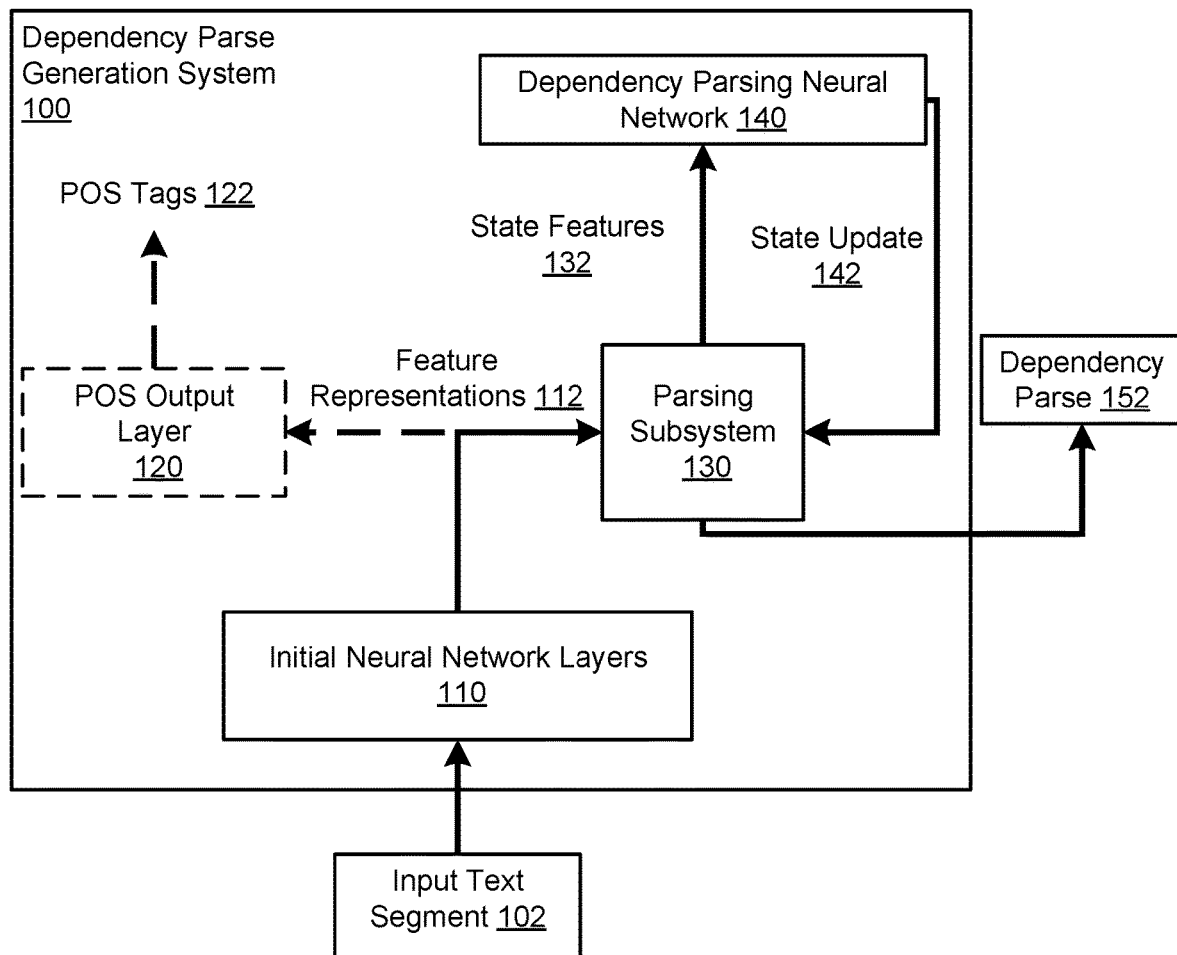 Dependency Parse
Generation System
100
Dependency Parsing Neural
Network 140
POS Tags 122
State Features
132
State Update
142
Feature
Representations 112
POS Output
Layer
120
Parsing
Subsystem
130
Dependency
Parse 152
Initial Neural Network Layers
110
Input Text
Segment 102